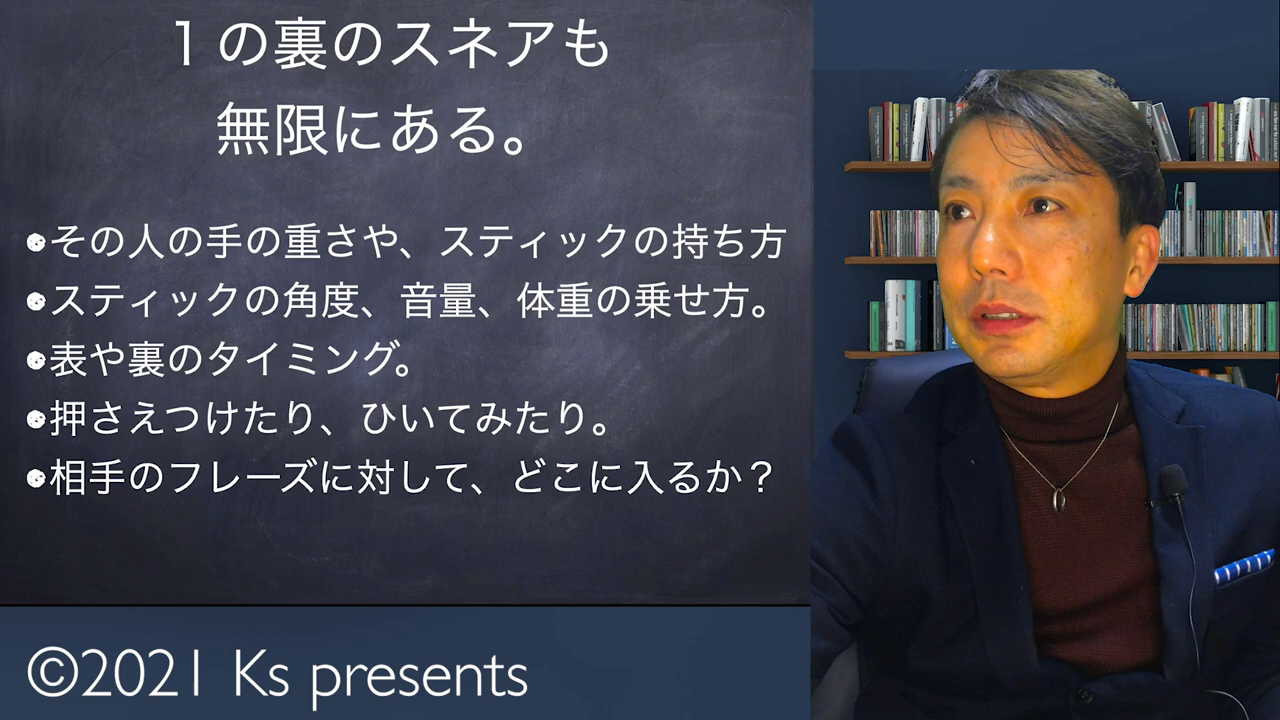 １の裏のスネアも
無限にある。
•その人の手の重さや、スティックの持ち方
•スティックの角度、音量、体重の乗せ方。
•表や裏のタイミング。
•押さえつけたり、ひいてみたり。
•相手のフレーズに対して、どこに入るか？
©2021 Ks presents